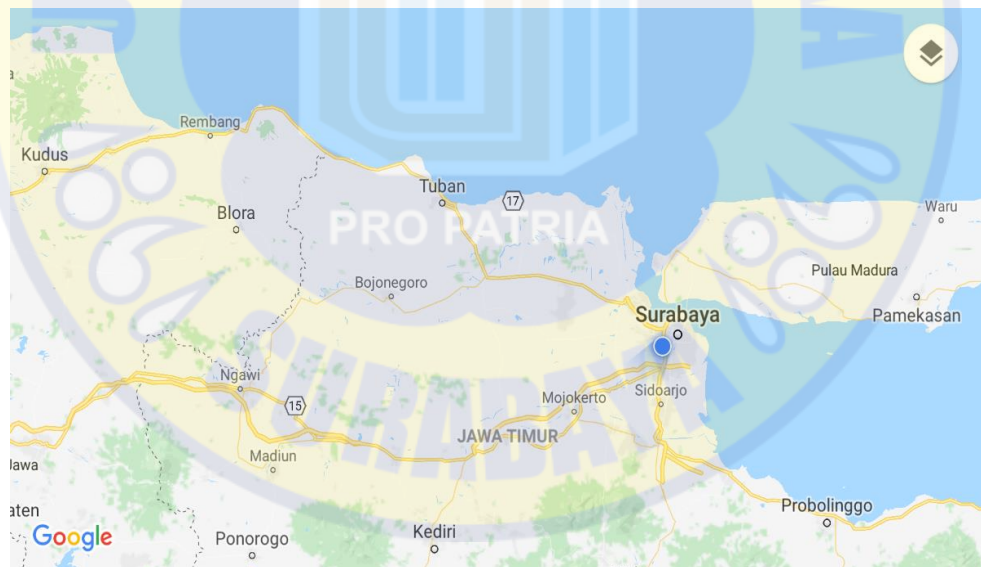 Rembang
Kudus
Tuban
17
Waru
Blora
PRO PATRIA
Pulau Madura
Bojonegoro
Surabaya
Pamekasan
Ngawi
Sidoarjo
Mojokerto
15
SURABAYA
JAWA TIMUR
Madiun
Jawa
Probolinggo
aten
Google
Ponorogo
Kediri